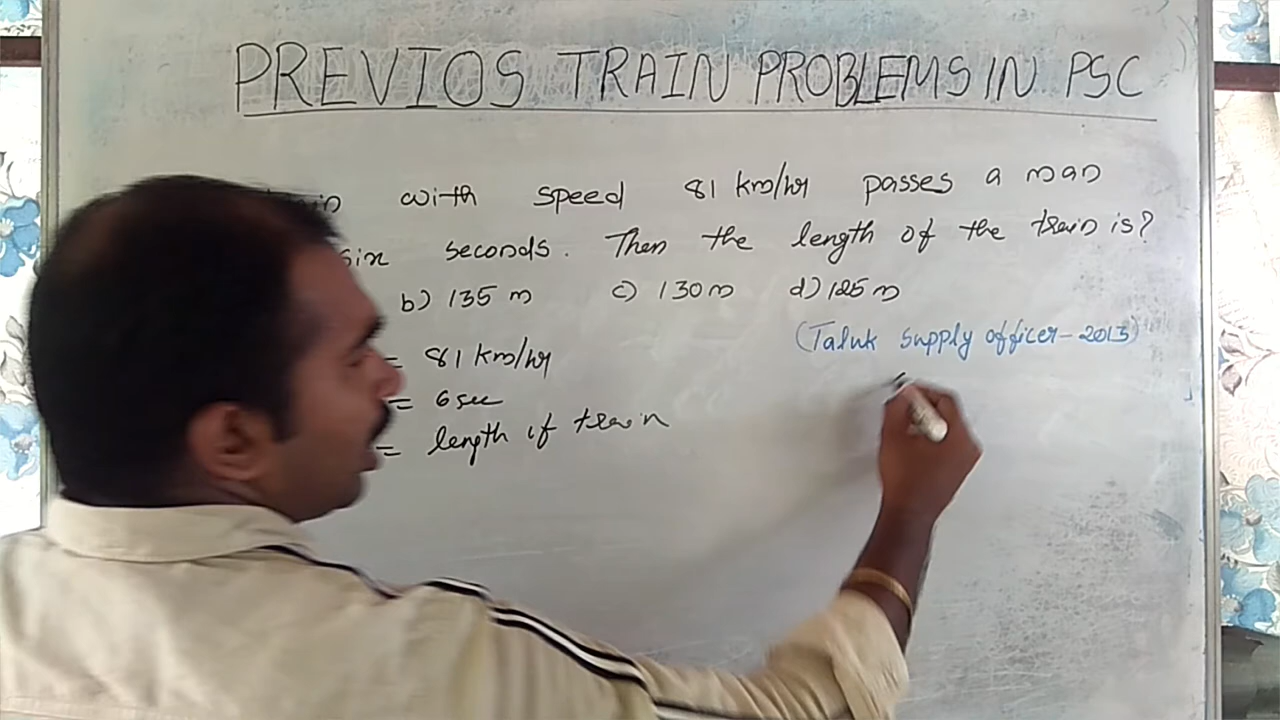 PREVIOS TRAIN PROBLEMS IN PSC
with speed 81 km/hr passes a man
six seconds. Then the length of the train is?
b) 135 m c) 130 m d) 125 m
(Taluk Supply officer - 2013)
= 81 km/hr
= 6 sec
= length of train